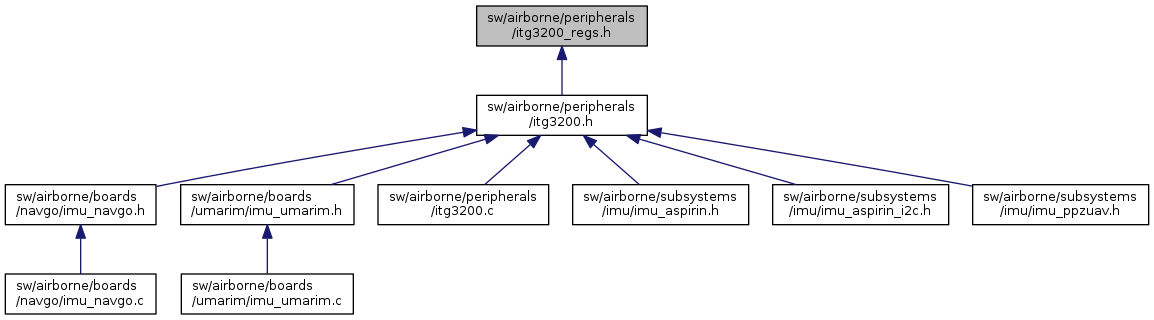 sw/airborne/peripherals
/itg3200_regs.h
sw/airborne/peripherals
/itg3200.h
sw/airborne/boards
/navgo/imu_navgo.h
sw/airborne/boards
/umarim/imu_umarim.h
sw/airborne/peripherals
/itg3200.c
sw/airborne/subsystems
/imu/imu_aspirin.h
sw/airborne/subsystems
/imu/imu_aspirin_i2c.h
sw/airborne/subsystems
/imu/imu_ppzuav.h
sw/airborne/boards
/navgo/imu_navgo.c
sw/airborne/boards
/umarim/imu_umarim.c